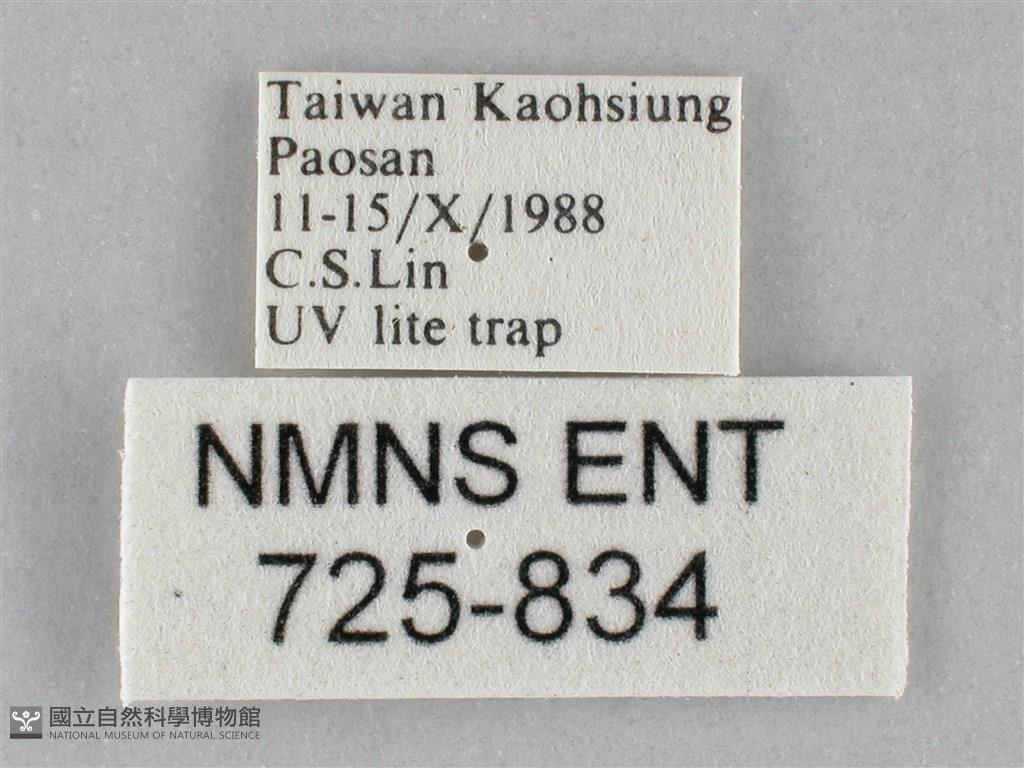 Taiwan Kaohsiung
Paosan
11-15/X/1988
C.S.Lin
UV lite trap
NMNS ENT
725-834
國立自然科學博物館
NATIONAL MUSEUM OF NATURAL SCIENCE